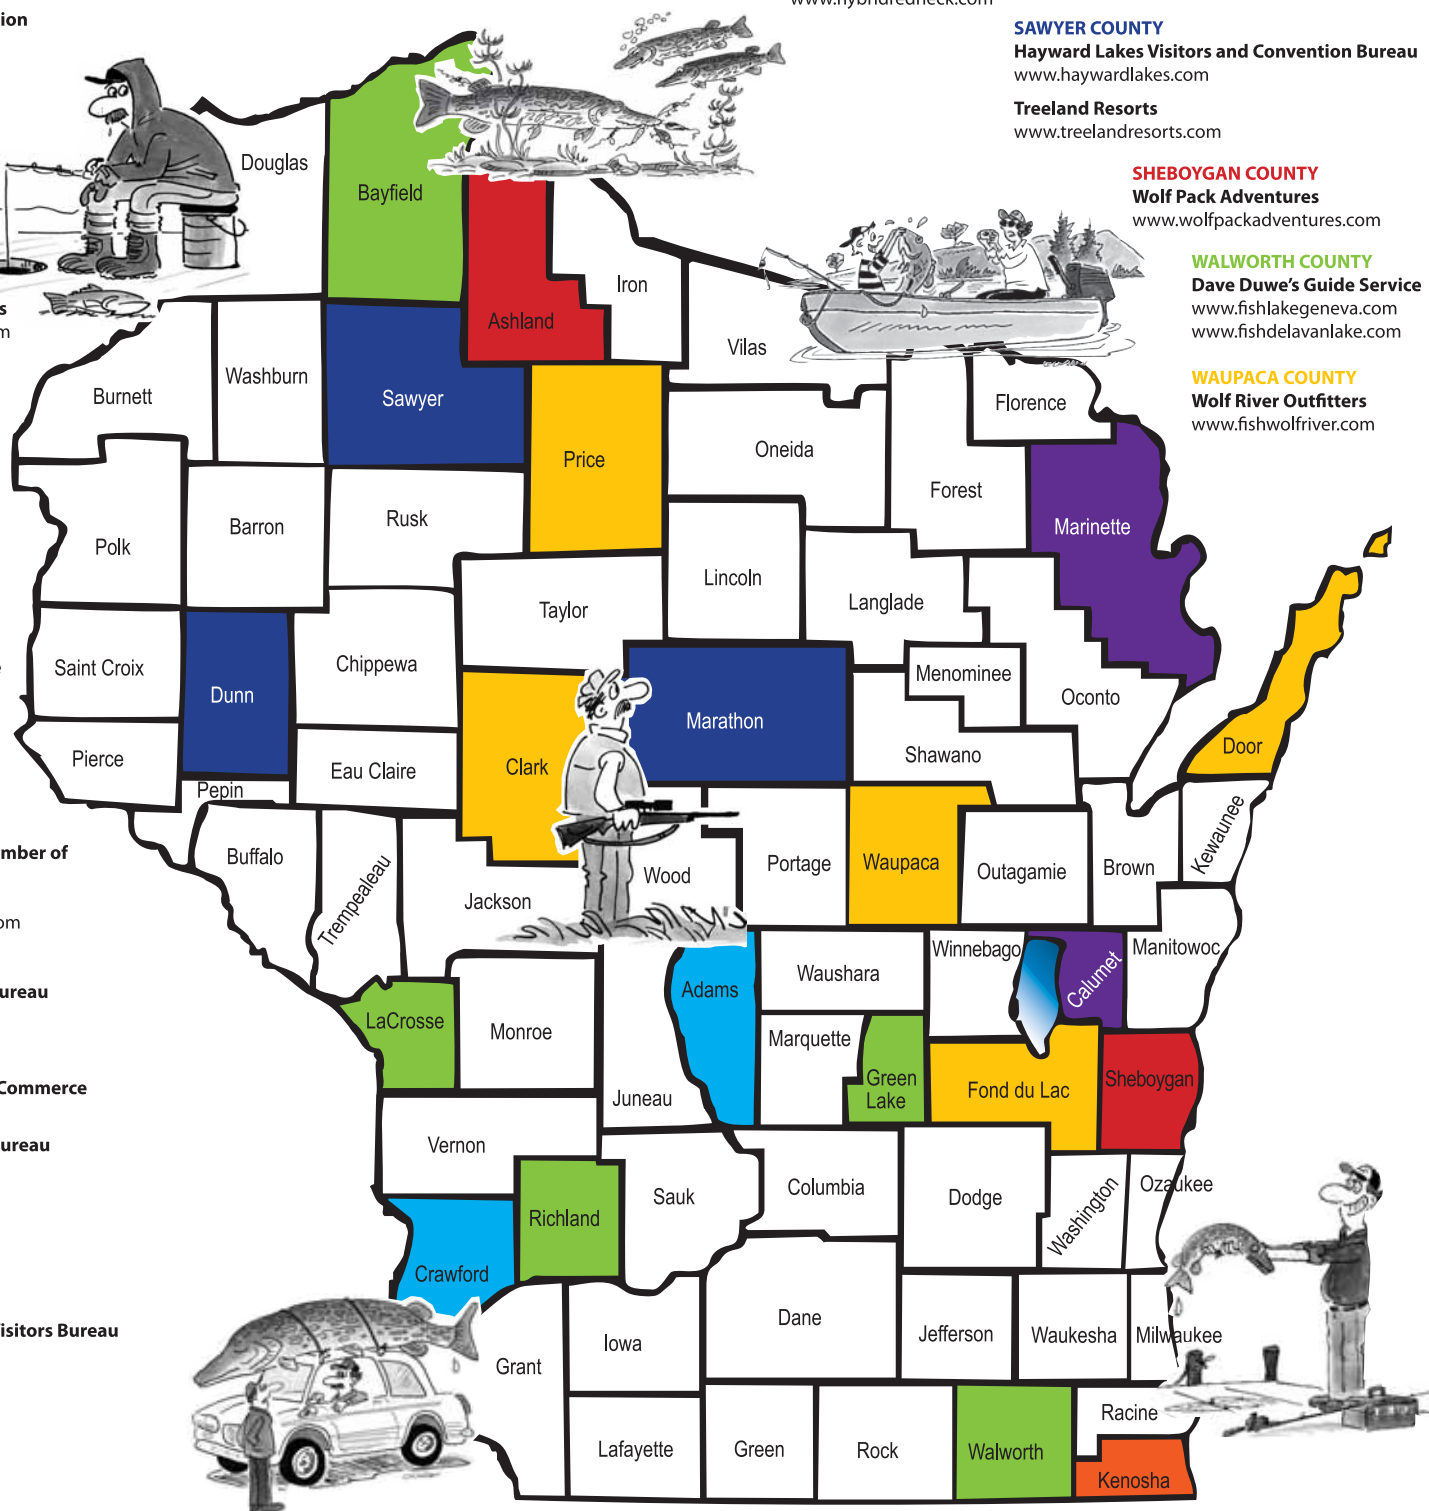 ion
www.hybridredneck.com
SAWYER COUNTY
Hayward Lakes Visitors and Convention Bureau
www.haywardlakes.com
Treeland Resorts
www.treelandresorts.com
SHEBOYGAN COUNTY
Wolf Pack Adventures
www.wolfpackadventures.com
WALWORTH COUNTY
Dave Duwe's Guide Service
www.fishlakegeneva.com
www.fishdelavanlake.com
WAUPACA COUNTY
Wolf River Outfitters
www.fishwolfriver.com
s
m
mber of
om
ureau
Commerce
ureau
isitors Bureau
Douglas
Bayfield
Ashland
Iron
Vilas
Burnett
Washburn
Sawyer
Price
Oneida
Florence
Forest
Marinette
Polk
Barron
Rusk
Taylor
Lincoln
Langlade
Menominee
Oconto
Saint Croix
Dunn
Chippewa
Clark
Marathon
Shawano
Door
Pierce
Pepin
Eau Claire
Buffalo
Trempealeau
Jackson
Wood
Portage
Waupaca
Outagamie
Brown
Kewaunee
LaCrosse
Monroe
Juneau
Adams
Waushara
Marquette
Green
Lake
Winnebago
Calumet
Manitowoc
Fond du Lac
Sheboygan
Vernon
Richland
Crawford
Sauk
Columbia
Dodge
Washington
Ozaukee
Grant
Iowa
Dane
Jefferson
Waukesha
Milwaukee
Lafayette
Green
Rock
Walworth
Racine
Kenosha